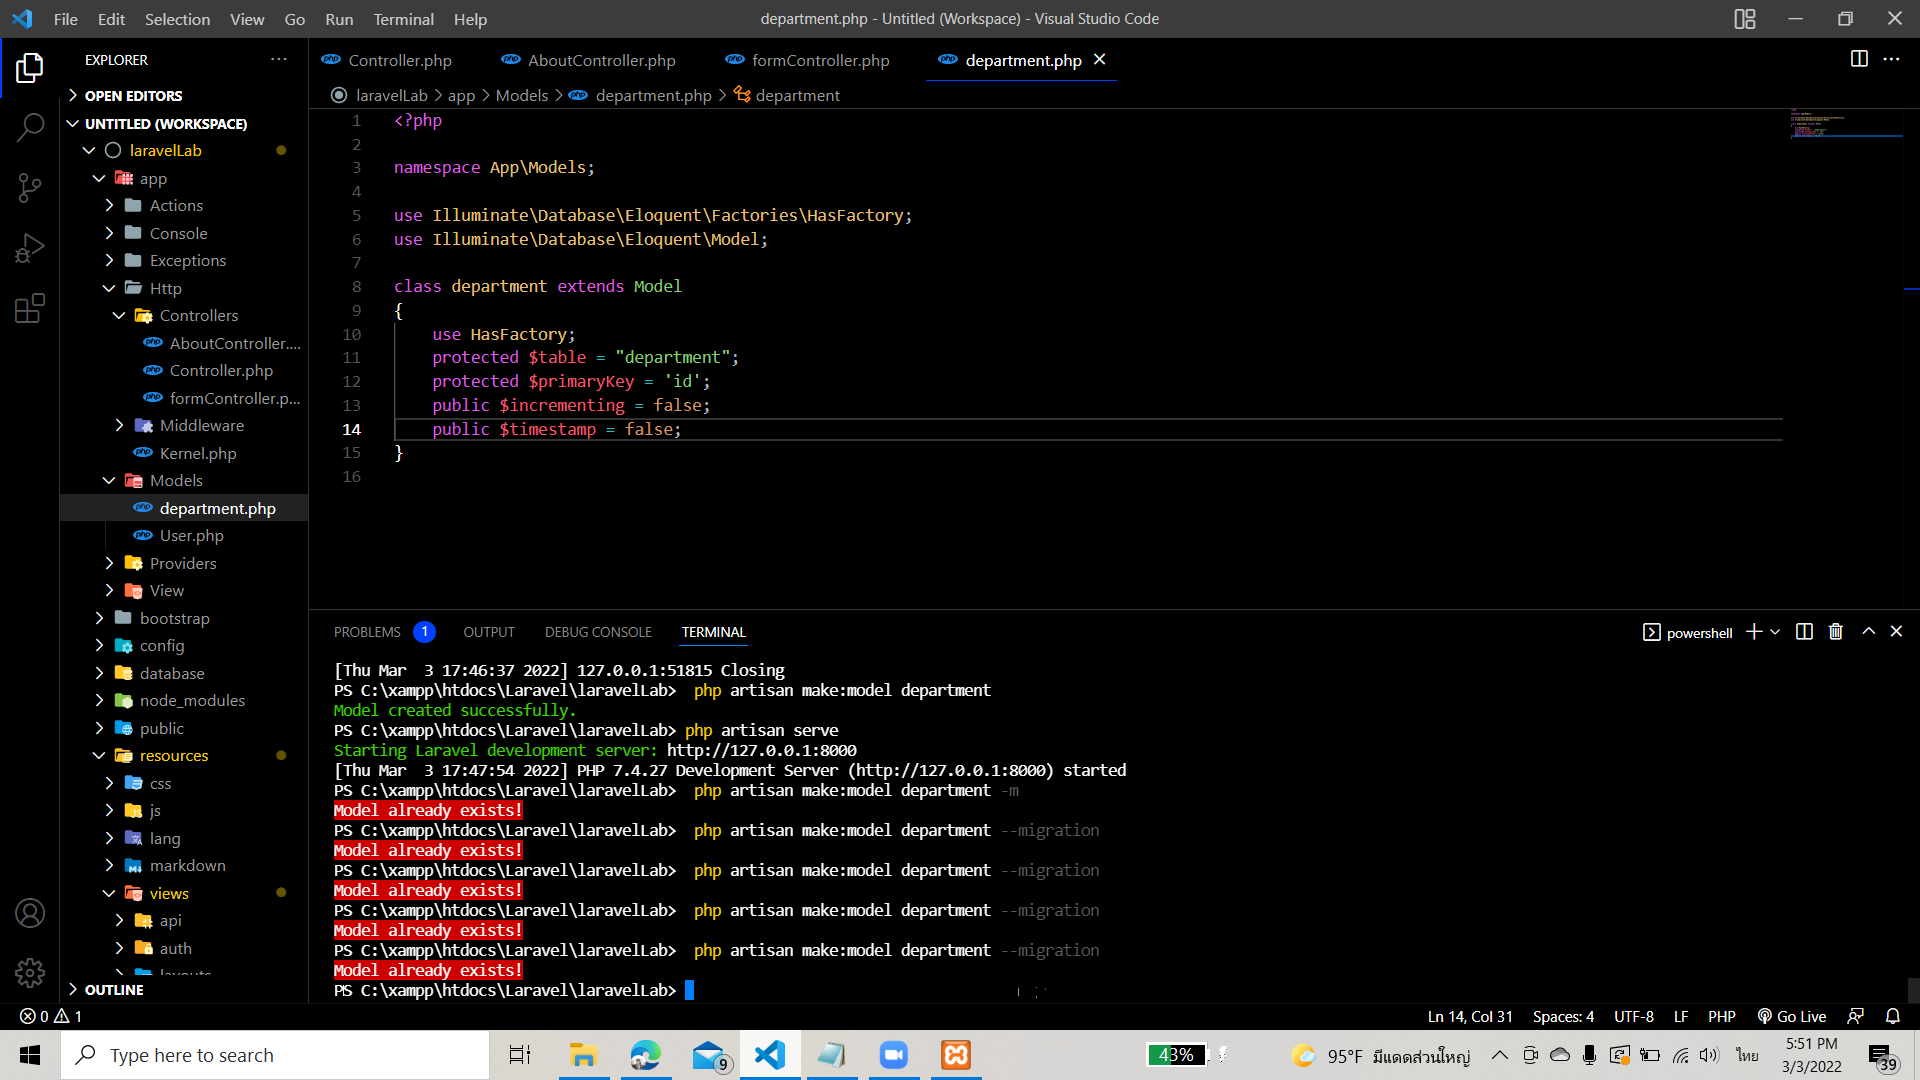 File Edit Selection View Go Run Terminal Help
department.php - Untitled (Workspace) - Visual Studio Code
EXPLORER
OPEN EDITORS
UNTITLED (WORKSPACE)
laravelLab
app
Actions
Console
Exceptions
Http
Controllers
AboutController....
Controller.php
formController.p...
Middleware
Kernel.php
Models
department.php
User.php
Providers
View
bootstrap
config
database
node_modules
public
resources
css
js
lang
markdown
views
api
auth
layouts
OUTLINE
Controller.php AboutController.php formController.php department.php
laravelLab > app > Models > department.php > department
1 <?php
2
3 namespace App\Models;
4
5 use Illuminate\Database\Eloquent\Factories\HasFactory;
6 use Illuminate\Database\Eloquent\Model;
7
8 class department extends Model
9 {
10 use HasFactory;
11 protected $table = "department";
12 protected $primaryKey = 'id';
13 public $incrementing = false;
14 public $timestamp = false;
15 }
16
PROBLEMS 1 OUTPUT DEBUG CONSOLE TERMINAL
powershell
[Thu Mar  3 17:46:37 2022] 127.0.0.1:51815 Closing
PS C:\xampp\htdocs\Laravel\laravelLab>  php artisan make:model department
Model created successfully.
PS C:\xampp\htdocs\Laravel\laravelLab> php artisan serve
Starting Laravel development server: http://127.0.0.1:8000
[Thu Mar  3 17:47:54 2022] PHP 7.4.27 Development Server (http://127.0.0.1:8000) started
PS C:\xampp\htdocs\Laravel\laravelLab>  php artisan make:model department -m
Model already exists!
PS C:\xampp\htdocs\Laravel\laravelLab>  php artisan make:model department --migration
Model already exists!
PS C:\xampp\htdocs\Laravel\laravelLab>  php artisan make:model department --migration
Model already exists!
PS C:\xampp\htdocs\Laravel\laravelLab>  php artisan make:model department --migration
Model already exists!
PS C:\xampp\htdocs\Laravel\laravelLab>  php artisan make:model department --migration
Model already exists!
PS C:\xampp\htdocs\Laravel\laravelLab>
0 1
Ln 14, Col 31 Spaces: 4 UTF-8 LF PHP Go Live
Type here to search
9
43%
95°F มีแดดส่วนใหญ่
ไทย
5:51 PM
3/3/2022
39